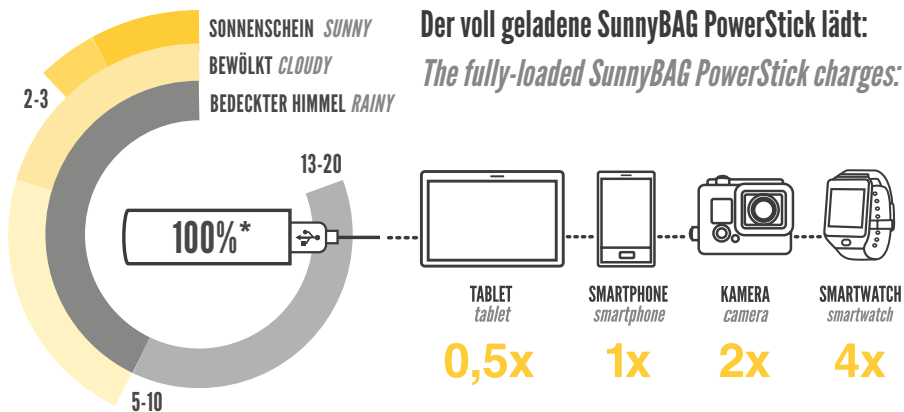 SONNENSCHEIN SUNNY
BEWÖLKT CLOUDY
BEDECKTER HIMMEL RAINY
2-3
13-20
5-10
100%*
Der voll geladene SunnyBAG PowerStick lädt:
The fully-loaded SunnyBAG PowerStick charges:
TABLET
tablet
0,5x
SMARTPHONE
smartphone
1x
KAMERA
camera
2x
SMARTWATCH
smartwatch
4x